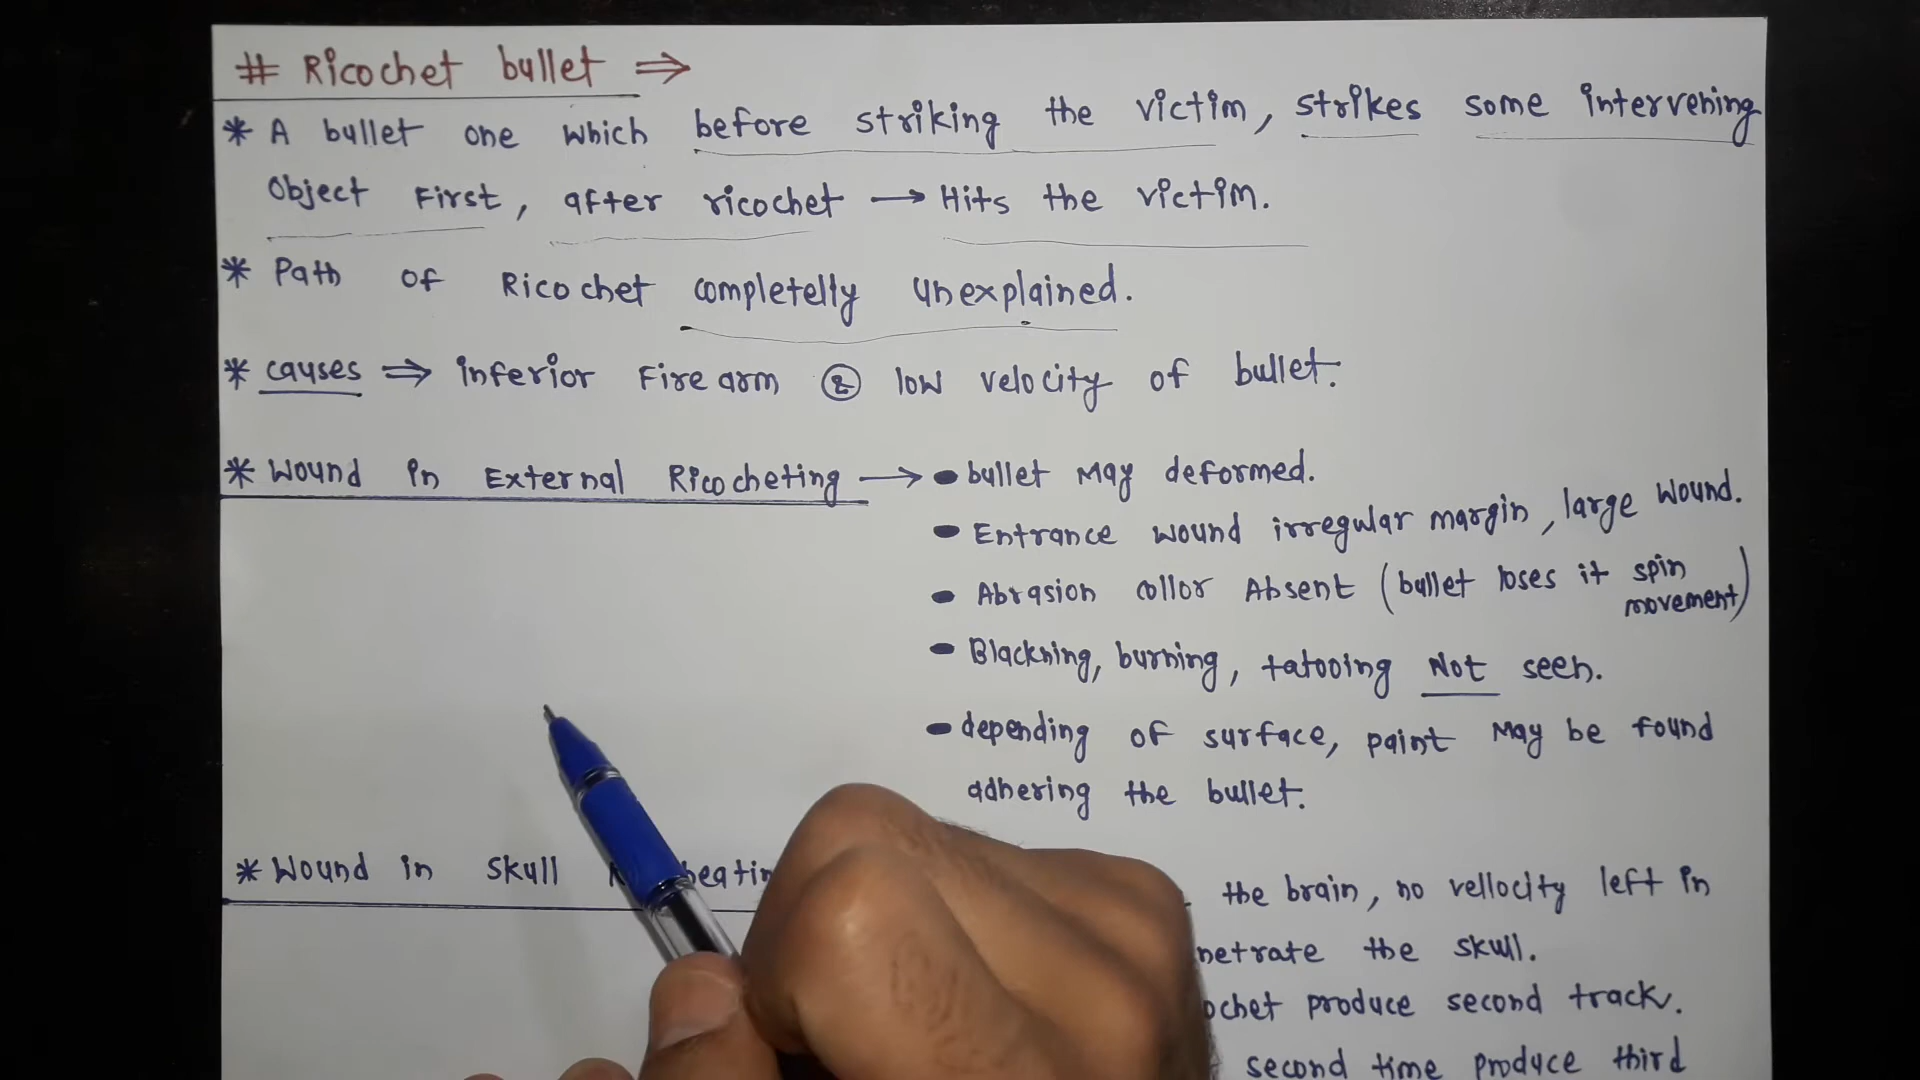 # Ricochet bullet ⇒
* A bullet one which before striking the victim, strikes some intervening
object first, after ricochet → Hits the victim.
* Path of Ricochet completelly unexplained.
* causes ⇒ inferior Firearm & low velocity of bullet.
* Wound in External Ricocheting → • bullet may deformed.
• Entrance wound irregular margin, large wound.
• Abrasion collor Absent (bullet loses it spin movement)
• Blackning, burning, tatooing Not seen.
• depending of surface, paint may be found
adhering the bullet.
* Wound in skull
the brain, no vellocity left in
netrate the skull.
ochet produce second track.
second time produce third